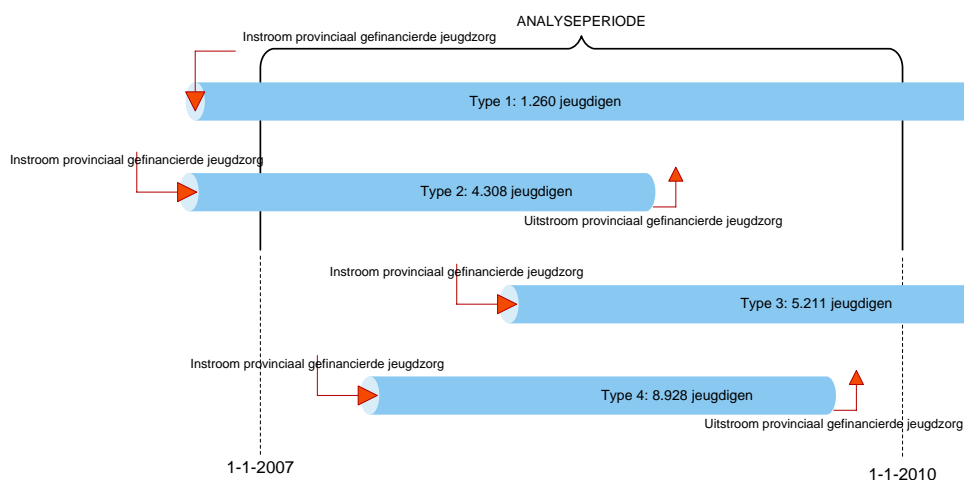 ANALYSEPERIODE
Instroom provinciaal gefinancierde jeugdzorg
Type 1: 1.260 jeugdigen
Instroom provinciaal gefinancierde jeugdzorg
Type 2: 4.308 jeugdigen
Uitstroom provinciaal gefinancierde jeugdzorg
Instroom provinciaal gefinancierde jeugdzorg
Type 3: 5.211 jeugdigen
Instroom provinciaal gefinancierde jeugdzorg
Type 4: 8.928 jeugdigen
Uitstroom provinciaal gefinancierde jeugdzorg
1-1-2007
1-1-2010